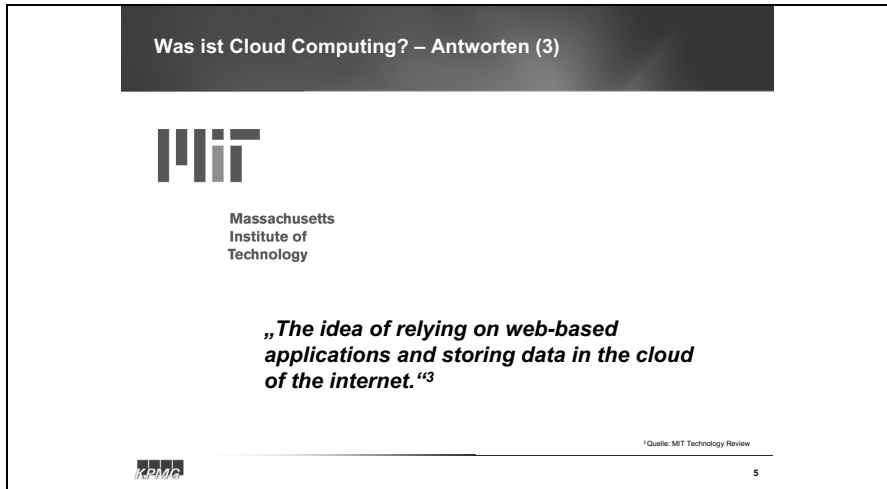 Was ist Cloud Computing? – Antworten (3)
MiT
Massachusetts
Institute of
Technology
„The idea of relying on web-based
applications and storing data in the cloud
of the internet.“³
³ Quelle: MIT Technology Review
KPMG
5